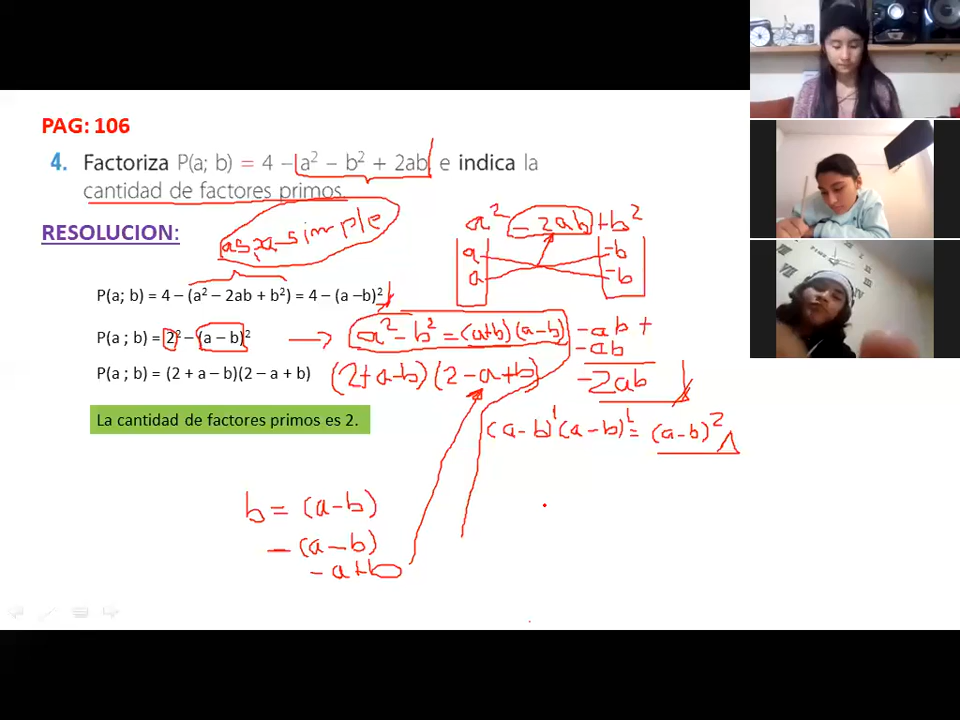 PAG: 106
4. Factoriza P(a; b) = 4 – a² – b² + 2ab e indica la
cantidad de factores primos.
RESOLUCION:
aspa simple
a² – 2ab + b²
a –b
a –b
P(a; b) = 4 – (a² – 2ab + b²) = 4 – (a –b)²
P(a ; b) = 2² – (a – b)²
→ a² – b² = (a+b)(a–b)
–ab +
–ab
–2ab
P(a ; b) = (2 + a – b)(2 – a + b)
(2+a–b)(2–a+b)
La cantidad de factores primos es 2.
(a–b)¹(a–b)¹ = (a–b)²
b = (a–b)
– (a–b)
– a+b